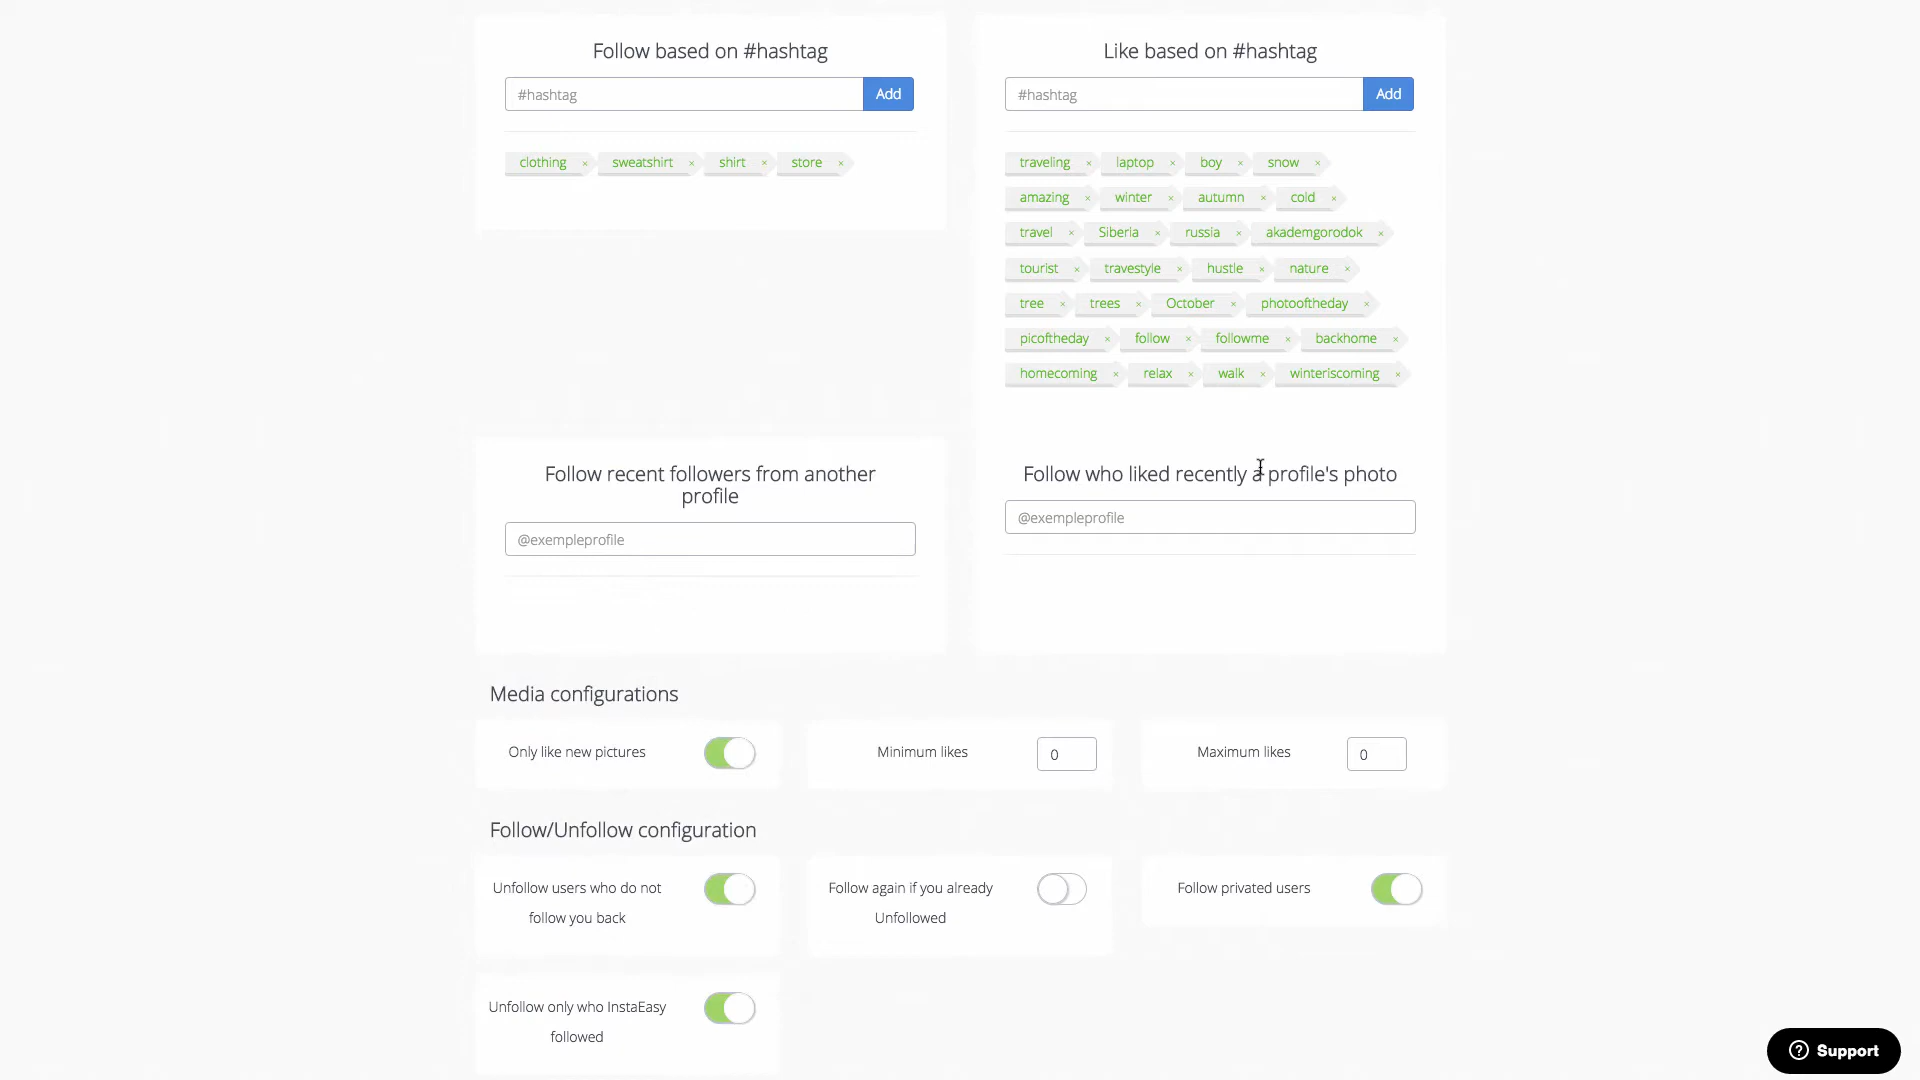 Follow based on #hashtag
#hashtag
Add
clothing × sweatshirt × shirt × store ×
Like based on #hashtag
#hashtag
Add
traveling × laptop × boy × snow ×
amazing × winter × autumn × cold ×
travel × Siberia × russia × akademgorodok ×
tourist × travestyle × hustle × nature ×
tree × trees × October × photooftheday ×
picoftheday × follow × followme × backhome ×
homecoming × relax × walk × winteriscoming ×
Follow recent followers from another
profile
@exempleprofile
Follow who liked recently a profile's photo
@exempleprofile
Media configurations
Only like new pictures
Minimum likes
0
Maximum likes
0
Follow/Unfollow configuration
Unfollow users who do not
follow you back
Follow again if you already
Unfollowed
Follow privated users
Unfollow only who InstaEasy
followed
? Support